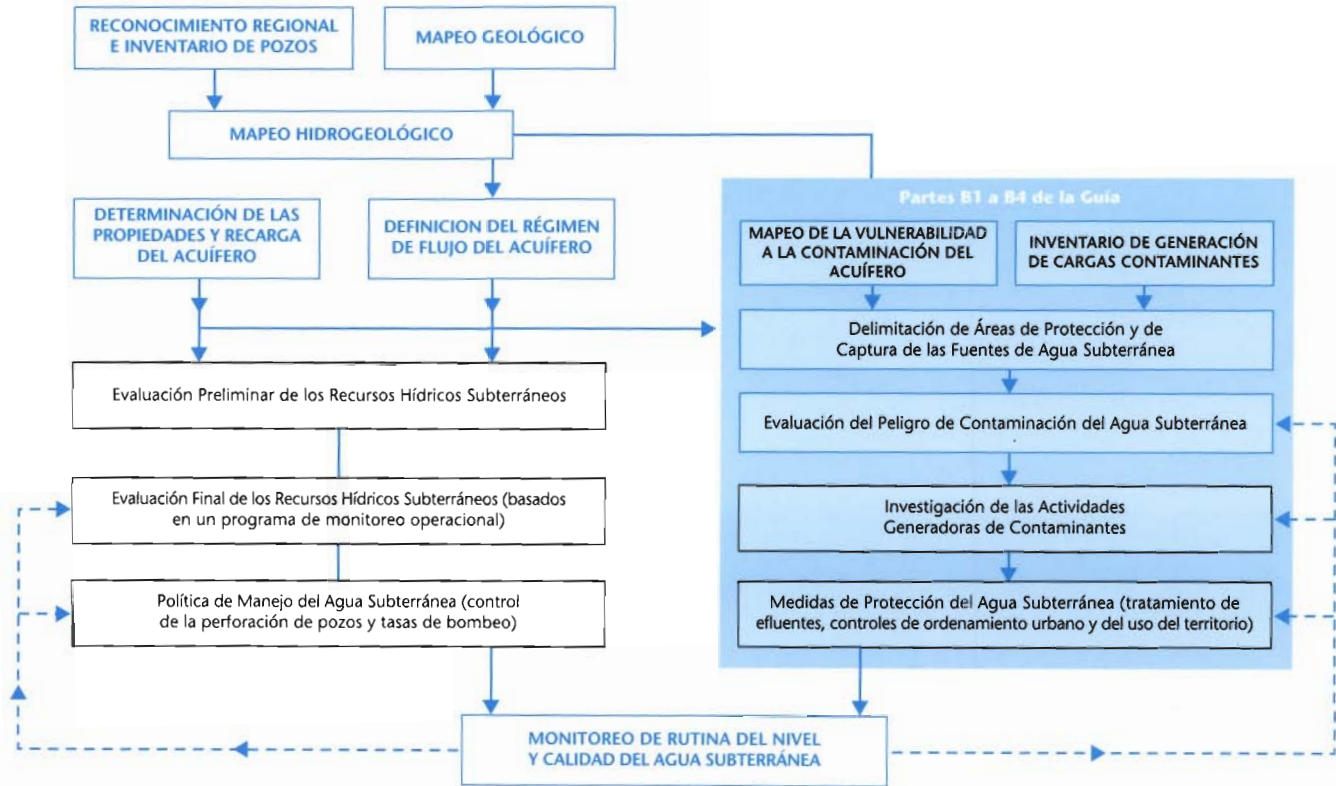 RECONOCIMIENTO REGIONAL
E INVENTARIO DE POZOS
MAPEO GEOLÓGICO
MAPEO HIDROGEOLÓGICO
DETERMINACIÓN DE LAS
PROPIEDADES Y RECARGA
DEL ACUÍFERO
DEFINICION DEL RÉGIMEN
DE FLUJO DEL ACUÍFERO
Evaluación Preliminar de los Recursos Hídricos Subterráneos
Evaluación Final de los Recursos Hídricos Subterráneos (basados
en un programa de monitoreo operacional)
Política de Manejo del Agua Subterránea (control
de la perforación de pozos y tasas de bombeo)
Partes B1 a B4 de la Guía
MAPEO DE LA VULNERABILIDAD
A LA CONTAMINACIÓN DEL
ACUÍFERO
INVENTARIO DE GENERACIÓN
DE CARGAS CONTAMINANTES
Delimitación de Áreas de Protección y de
Captura de las Fuentes de Agua Subterránea
Evaluación del Peligro de Contaminación del Agua Subterránea
Investigación de las Actividades
Generadoras de Contaminantes
Medidas de Protección del Agua Subterránea (tratamiento de
efluentes, controles de ordenamiento urbano y del uso del territorio)
MONITOREO DE RUTINA DEL NIVEL
Y CALIDAD DEL AGUA SUBTERRÁNEA